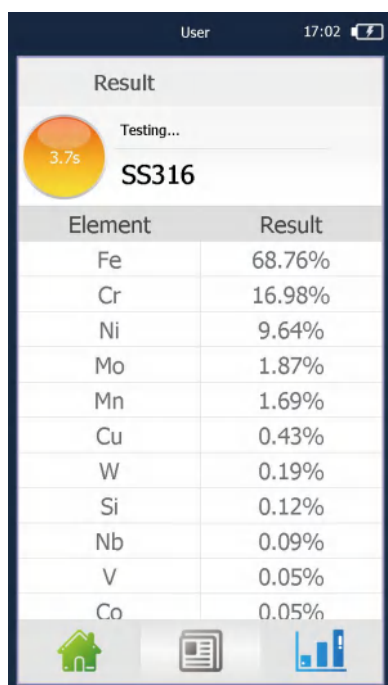 User 17:02
Result
Testing...
3.7s
SS316
Element Result
Fe 68.76%
Cr 16.98%
Ni 9.64%
Mo 1.87%
Mn 1.69%
Cu 0.43%
W 0.19%
Si 0.12%
Nb 0.09%
V 0.05%
Co 0.05%